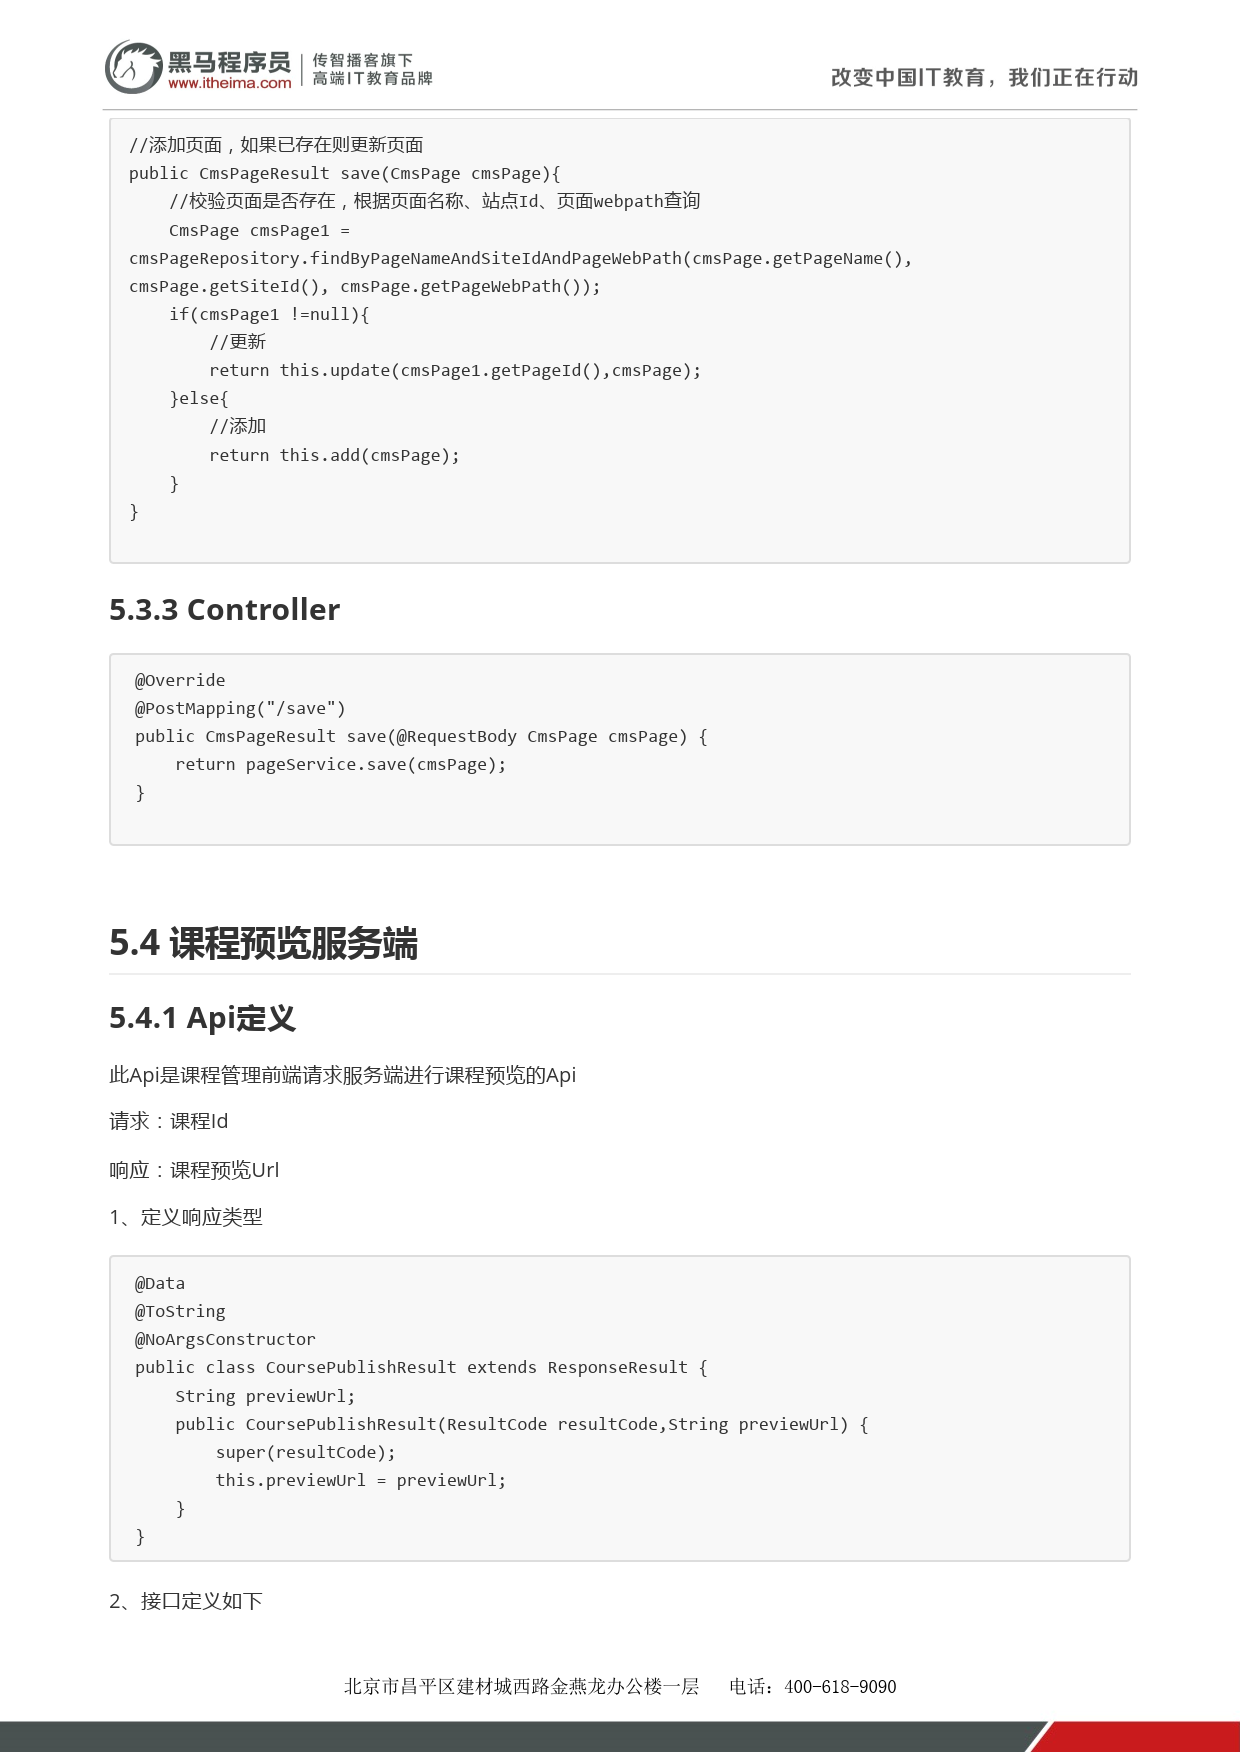 黑马程序员
www.itheima.com
传智播客旗下
高端IT教育品牌
改变中国IT教育，我们正在行动
//添加页面，如果已存在则更新页面
public CmsPageResult save(CmsPage cmsPage){
    //校验页面是否存在，根据页面名称、站点Id、页面webpath查询
    CmsPage cmsPage1 =
cmsPageRepository.findByPageNameAndSiteIdAndPageWebPath(cmsPage.getPageName(),
cmsPage.getSiteId(), cmsPage.getPageWebPath());
    if(cmsPage1 !=null){
        //更新
        return this.update(cmsPage1.getPageId(),cmsPage);
    }else{
        //添加
        return this.add(cmsPage);
    }
}
5.3.3 Controller
@Override
@PostMapping("/save")
public CmsPageResult save(@RequestBody CmsPage cmsPage) {
    return pageService.save(cmsPage);
}
5.4 课程预览服务端
5.4.1 Api定义
此Api是课程管理前端请求服务端进行课程预览的Api
请求：课程Id
响应：课程预览Url
1、定义响应类型
@Data
@ToString
@NoArgsConstructor
public class CoursePublishResult extends ResponseResult {
    String previewUrl;
    public CoursePublishResult(ResultCode resultCode,String previewUrl) {
        super(resultCode);
        this.previewUrl = previewUrl;
    }
}
2、接口定义如下
北京市昌平区建材城西路金燕龙办公楼一层 电话：400-618-9090